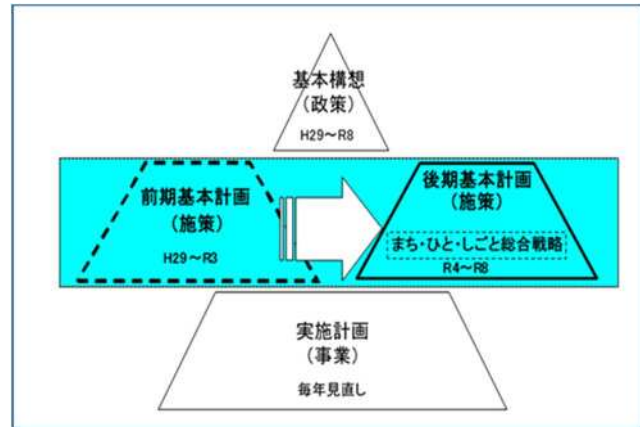 基本構想
（政策）
H29～R8
前期基本計画
（施策）
H29～R3
後期基本計画
（施策）
まち・ひと・しごと総合戦略
R4～R8
実施計画
（事業）
毎年見直し